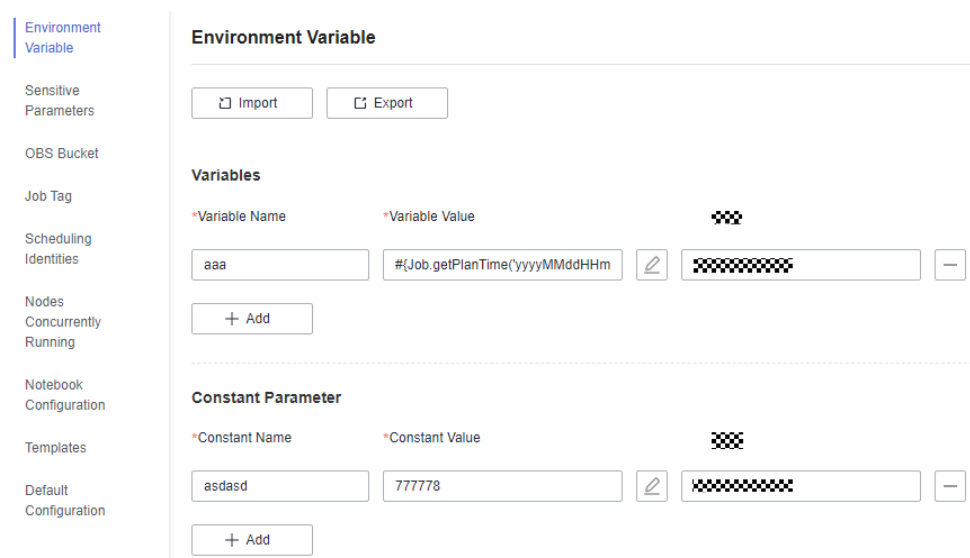 Environment
Variable
Sensitive
Parameters
OBS Bucket
Job Tag
Scheduling
Identities
Nodes
Concurrently
Running
Notebook
Configuration
Templates
Default
Configuration
Environment Variable
Import Export
Variables
*Variable Name *Variable Value
aaa #{Job.getPlanTime('yyyyMMddHHm
+ Add
Constant Parameter
*Constant Name *Constant Value
asdasd 777778
+ Add